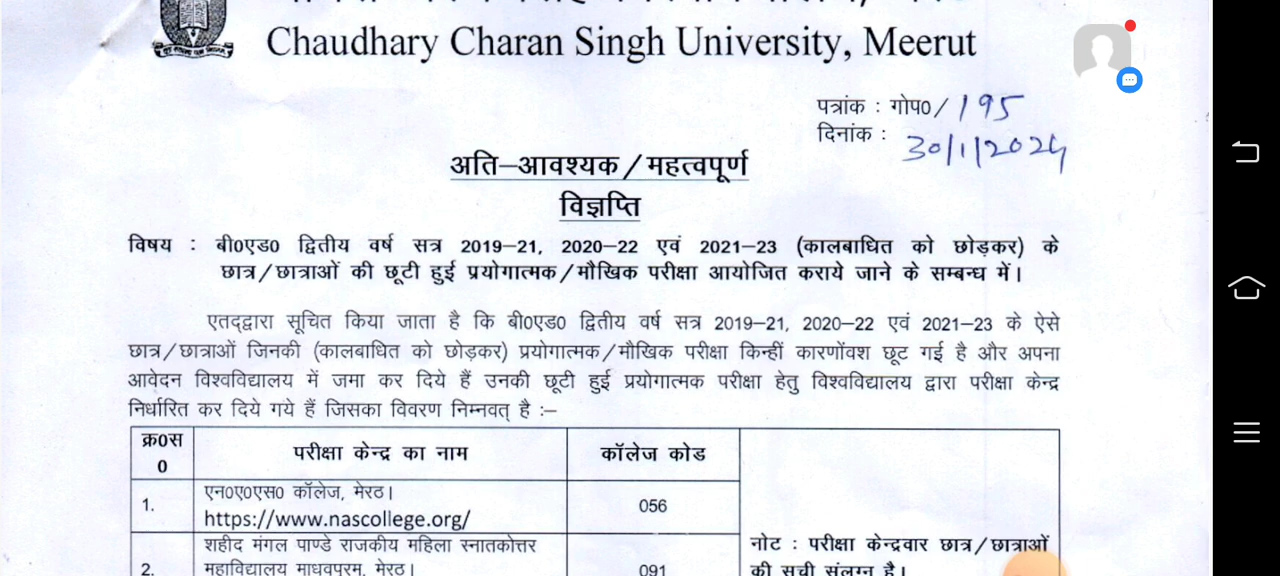 Chaudhary Charan Singh University, Meerut
पत्रांक : गोप0/195
दिनांक : 30/1/2024
अति–आवश्यक/महत्वपूर्ण
विज्ञप्ति
विषय : बी0एड0 द्वितीय वर्ष सत्र 2019–21, 2020–22 एवं 2021–23 (कालबाधित को छोड़कर) के
छात्र/छात्राओं की छूटी हुई प्रयोगात्मक/मौखिक परीक्षा आयोजित कराये जाने के सम्बन्ध में।
एतद्द्वारा सूचित किया जाता है कि बी0एड0 द्वितीय वर्ष सत्र 2019–21, 2020–22 एवं 2021–23 के ऐसे
छात्र/छात्राओं जिनकी (कालबाधित को छोड़कर) प्रयोगात्मक/मौखिक परीक्षा किन्हीं कारणोंवश छूट गई है और अपना
आवेदन विश्वविद्यालय में जमा कर दिये हैं उनकी छूटी हुई प्रयोगात्मक परीक्षा हेतु विश्वविद्यालय द्वारा परीक्षा केन्द्र
निर्धारित कर दिये गये हैं जिसका विवरण निम्नवत् है :–
क्र0स
0
परीक्षा केन्द्र का नाम
कॉलेज कोड
1.
एन0ए0एस0 कॉलेज, मेरठ।
https://www.nascollege.org/
056
2.
शहीद मंगल पाण्डे राजकीय महिला स्नातकोत्तर
महाविद्यालय माधवपुरम, मेरठ।
091
नोट : परीक्षा केन्द्रवार छात्र/छात्राओं
की सूची संलग्न है।